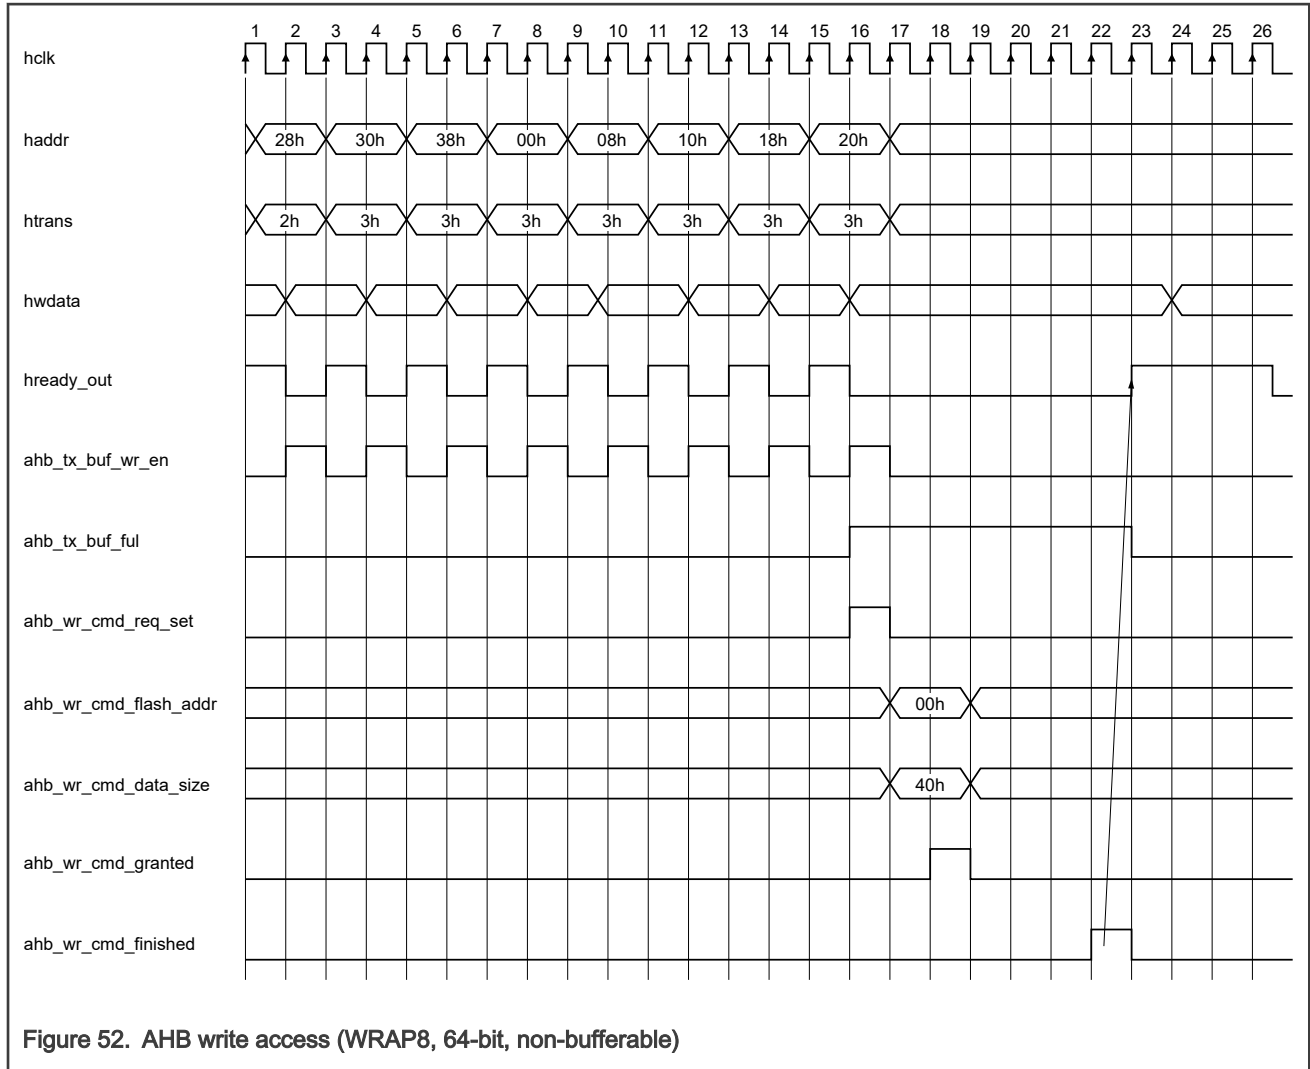 1 2 3 4 5 6 7 8 9 10 11 12 13 14 15 16 17 18 19 20 21 22 23 24 25 26
hclk
haddr 28h 30h 38h 00h 08h 10h 18h 20h
htrans 2h 3h 3h 3h 3h 3h 3h 3h
hwdata
hready_out
ahb_tx_buf_wr_en
ahb_tx_buf_ful
ahb_wr_cmd_req_set
ahb_wr_cmd_flash_addr 00h
ahb_wr_cmd_data_size 40h
ahb_wr_cmd_granted
ahb_wr_cmd_finished
Figure 52. AHB write access (WRAP8, 64-bit, non-bufferable)